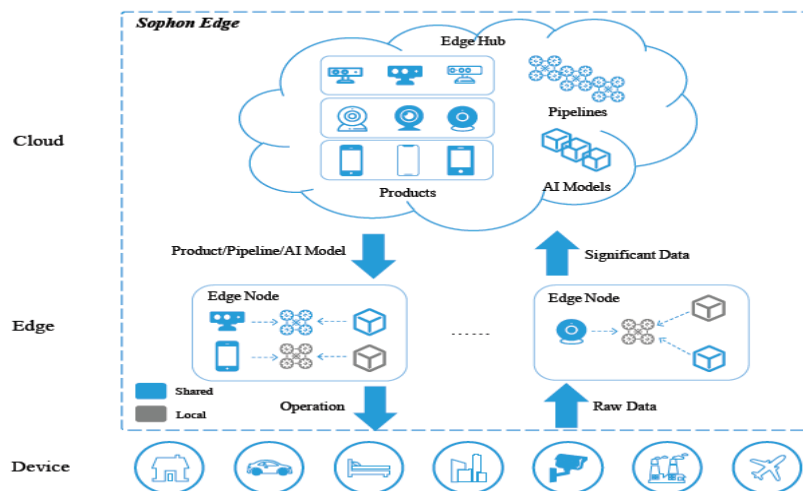 Sophon Edge
Edge Hub
Pipelines
Cloud
AI Models
Products
Product/Pipeline/AI Model
Significant Data
Edge Node
Edge Node
Edge
......
Shared
Local
Operation
Raw Data
Device